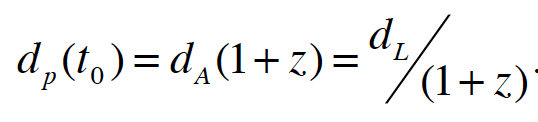 d_p(t_0) = d_A(1 + z) = d_L/(1 + z).